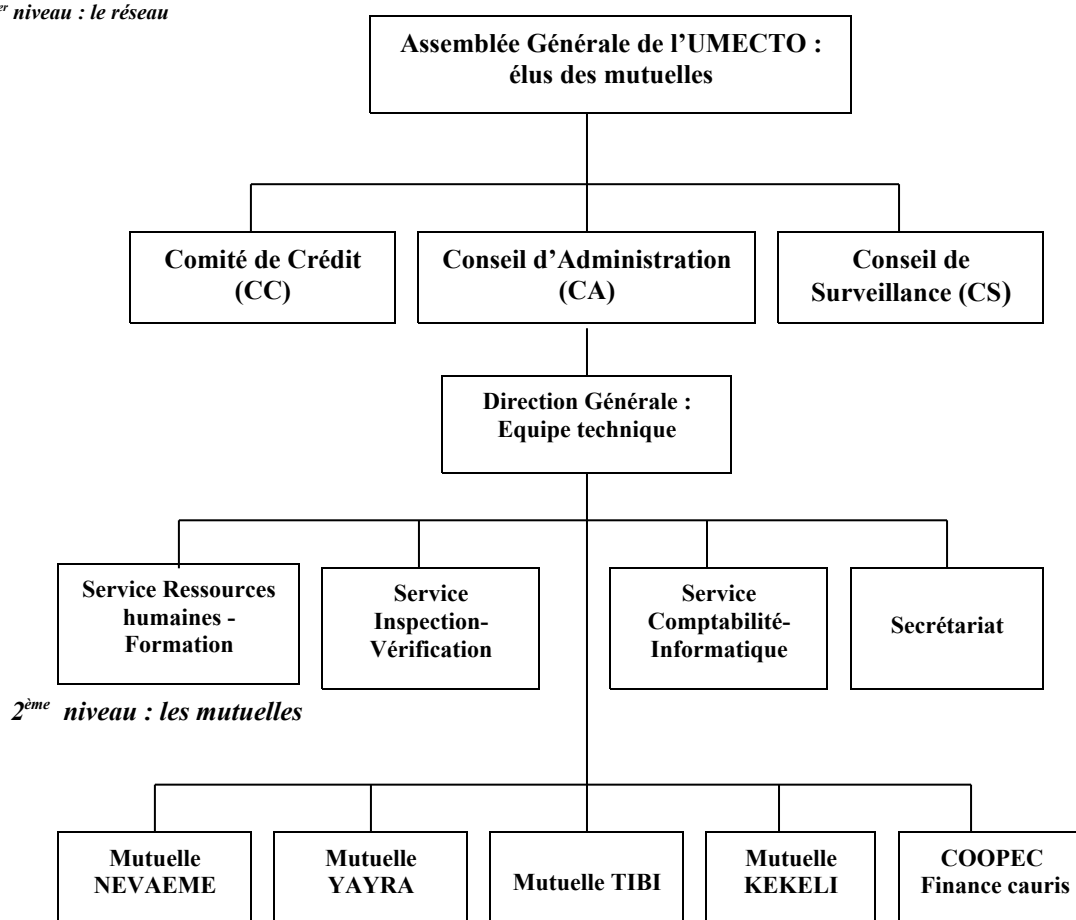 er niveau : le réseau
Assemblée Générale de l’UMECTO :
élus des mutuelles
Comité de Crédit
(CC)
Conseil d’Administration
(CA)
Conseil de
Surveillance (CS)
Direction Générale :
Equipe technique
Service Ressources
humaines -
Formation
Service
Inspection-
Vérification
Service
Comptabilité-
Informatique
Secrétariat
2ème niveau : les mutuelles
Mutuelle
NEVAEME
Mutuelle
YAYRA
Mutuelle TIBI
Mutuelle
KEKELI
COOPEC
Finance cauris